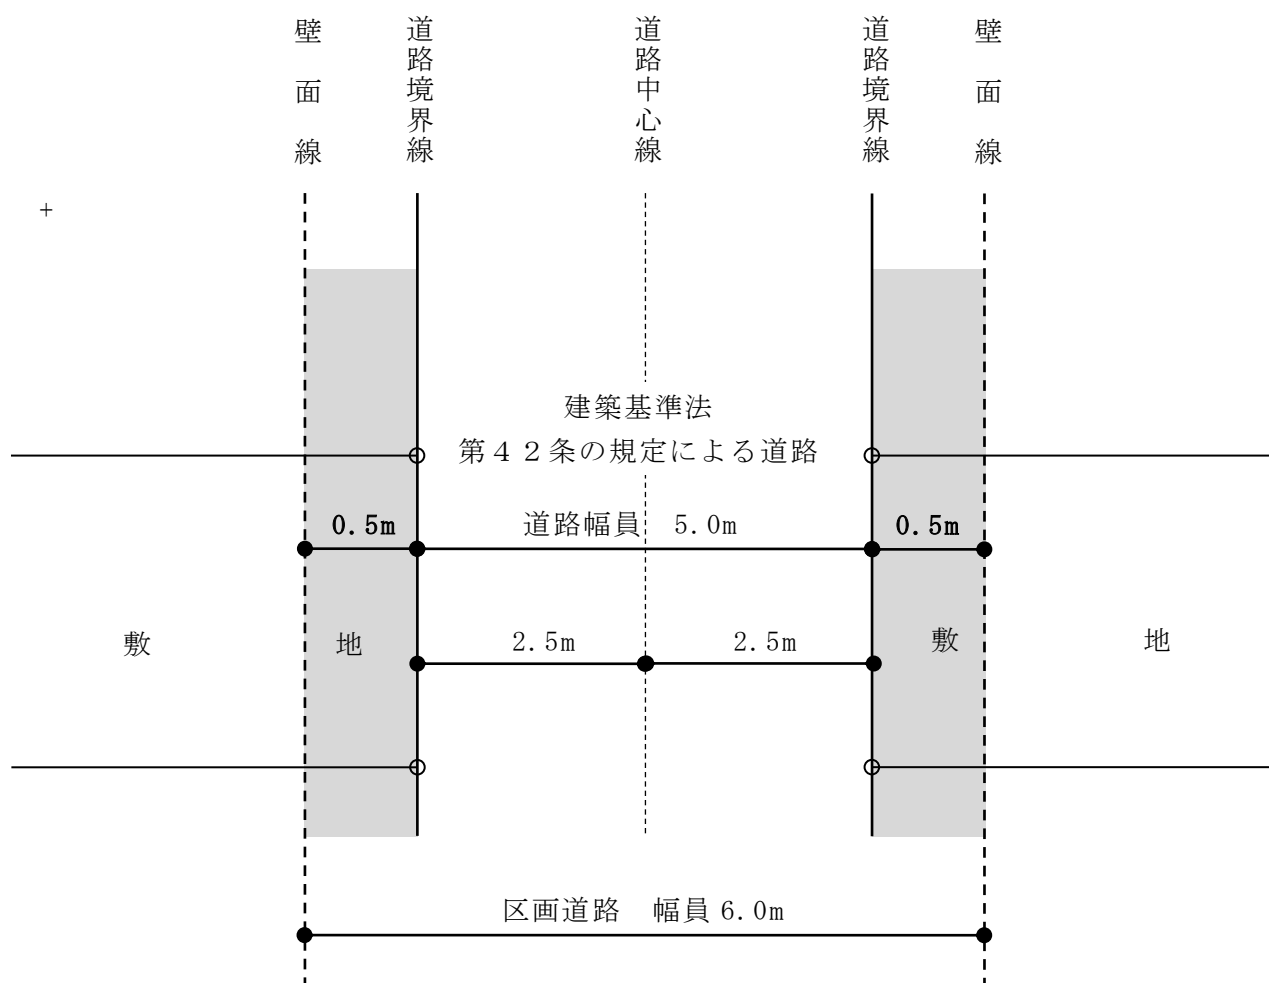 壁面線
道路境界線
道路中心線
道路境界線
壁面線
+
建築基準法
第４２条の規定による道路
0.5m
道路幅員 5.0m
0.5m
敷
地
2.5m
2.5m
敷
地
区画道路 幅員 6.0m